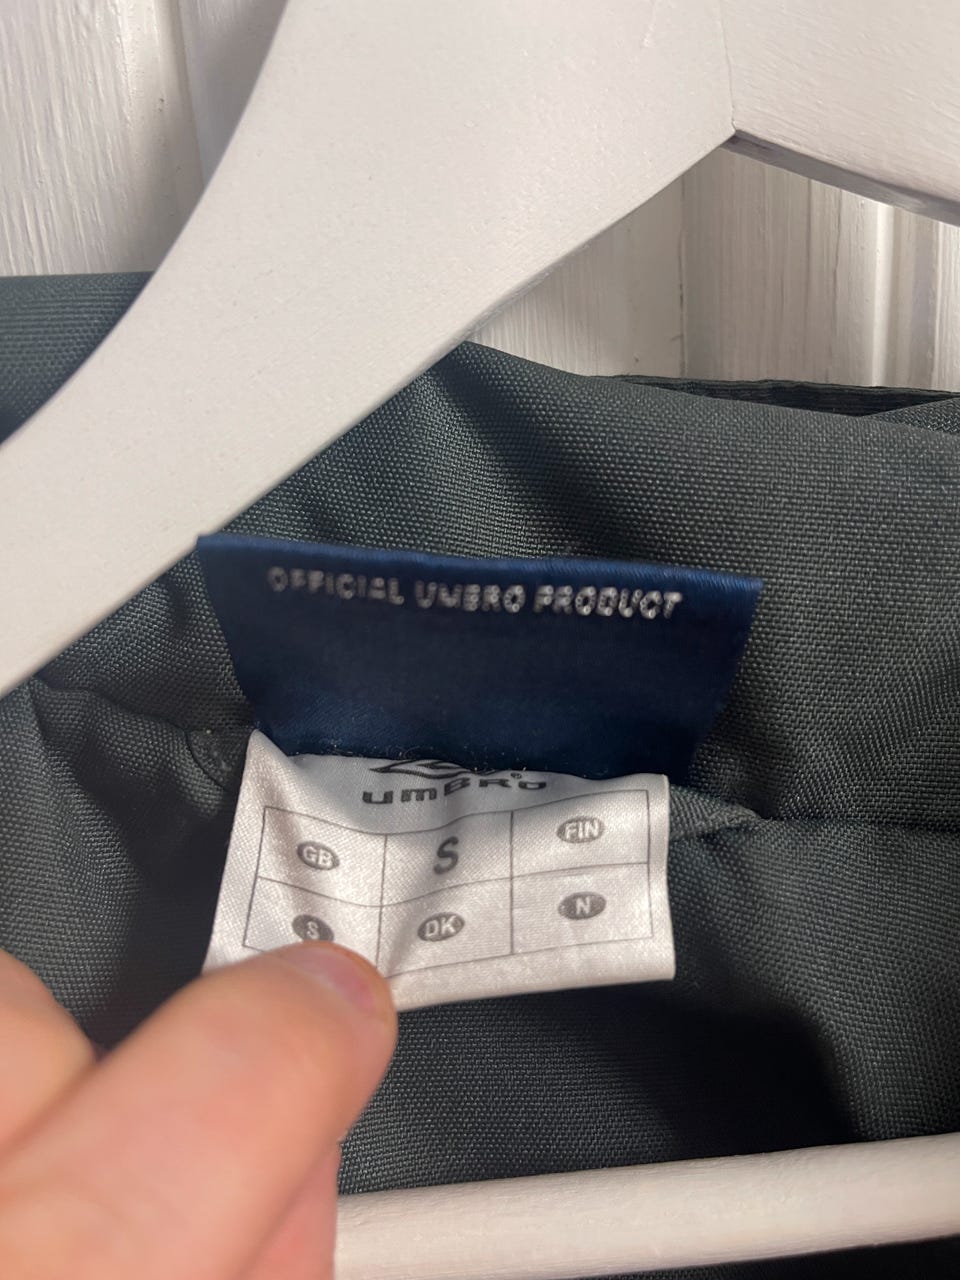 OFFICIAL UMBRO PRODUCT
umBRO®
GB S FIN
S DK N